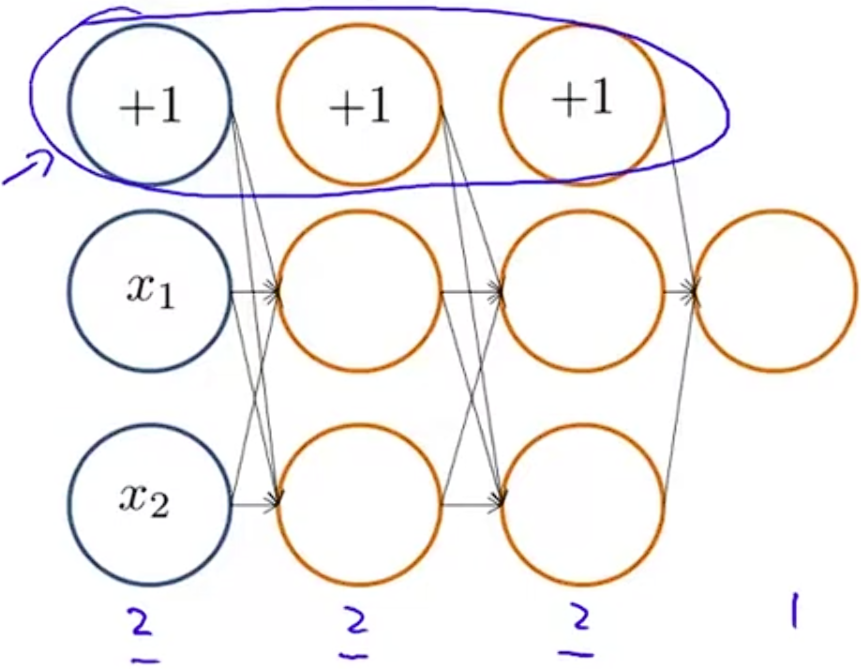 +1 +1 +1
x₁
x₂
2 2 2 1